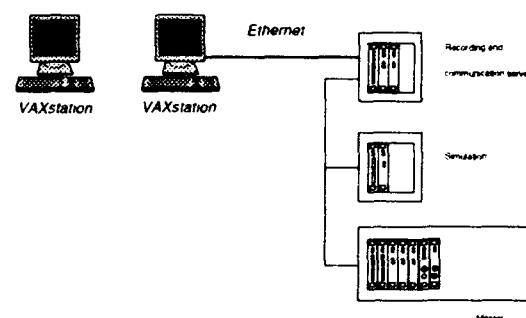 Ethernet
Recording and
communication server
VAXstation
VAXstation
Simulation